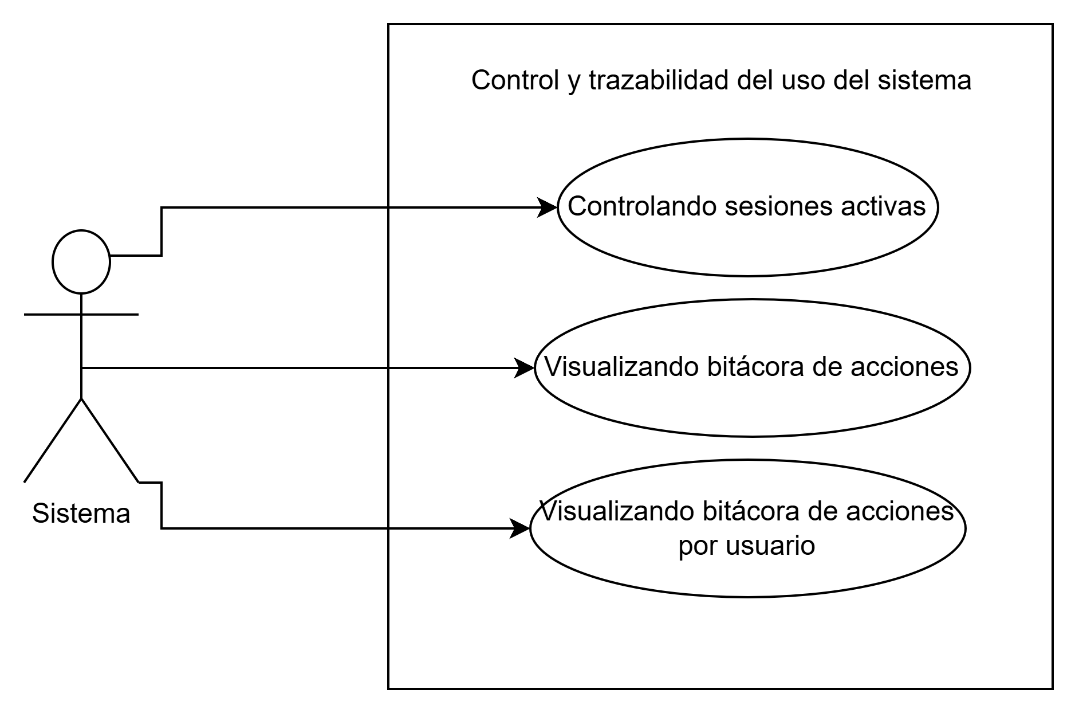 Control y trazabilidad del uso del sistema
Controlando sesiones activas
Visualizando bitácora de acciones
Visualizando bitácora de acciones
por usuario
Sistema